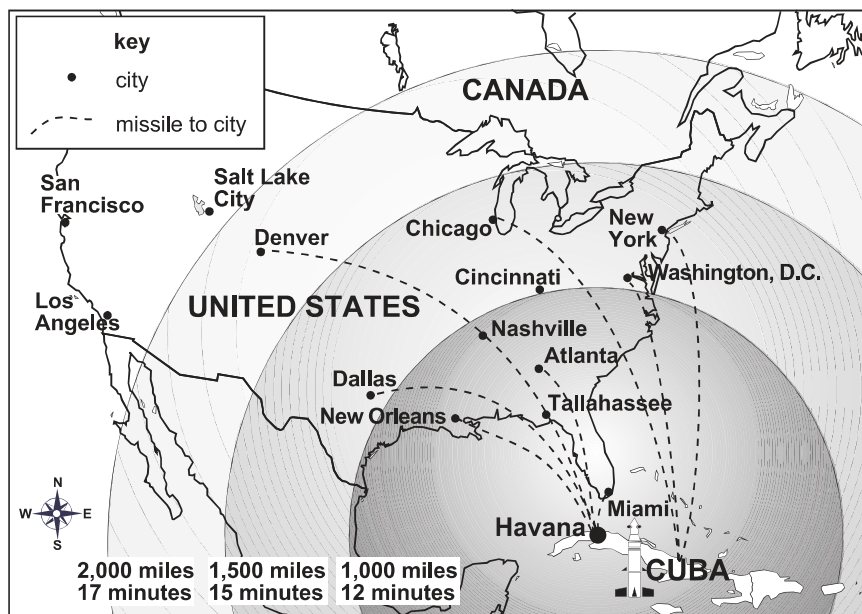 key
city
missile to city
CANADA
San
Francisco
Salt Lake
City
Denver
Chicago
New
York
Washington, D.C.
Cincinnati
Los
Angeles
UNITED STATES
Nashville
Atlanta
Dallas
New Orleans
Tallahassee
N
W E
S
Miami
Havana
CUBA
2,000 miles 1,500 miles 1,000 miles
17 minutes 15 minutes 12 minutes